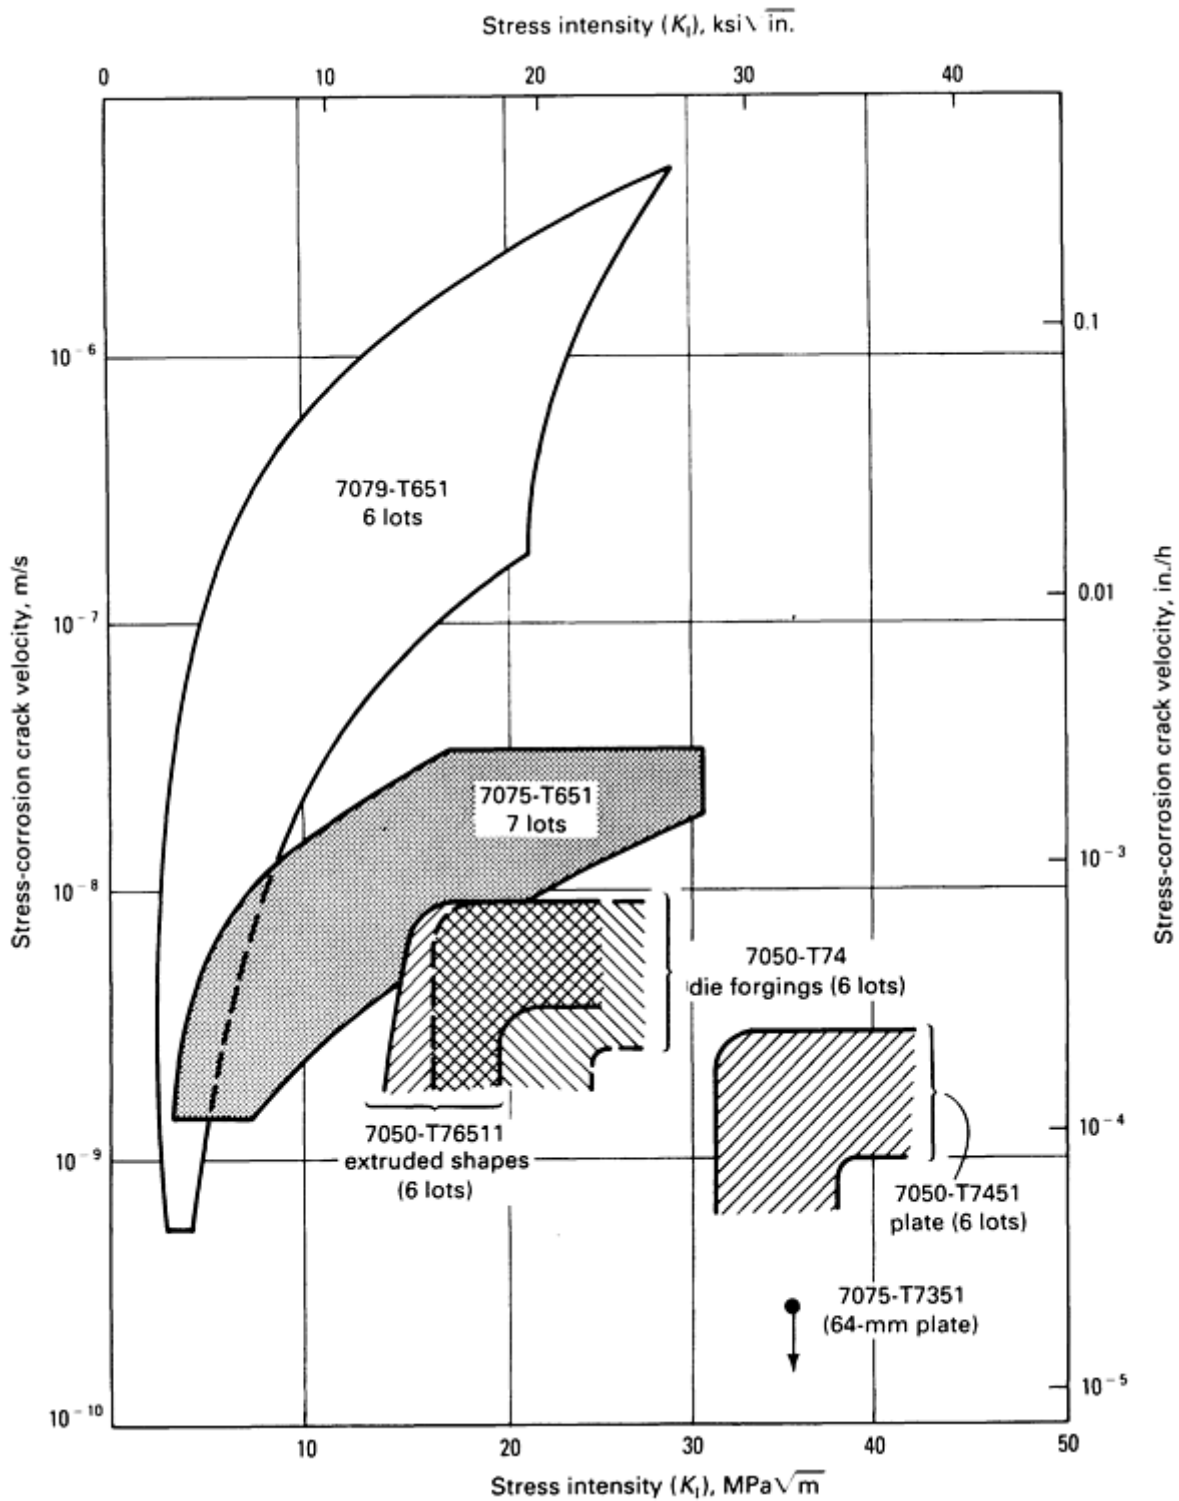 Stress intensity (K_I), ksi√in.
0 10 20 30 40
Stress-corrosion crack velocity, m/s
10⁻⁶
10⁻⁷
10⁻⁸
10⁻⁹
10⁻¹⁰
0.1
0.01
10⁻³
10⁻⁴
10⁻⁵
Stress-corrosion crack velocity, in./h
7079-T651
6 lots
7075-T651
7 lots
7050-T74
die forgings (6 lots)
7050-T76511
extruded shapes
(6 lots)
7050-T7451
plate (6 lots)
7075-T7351
(64-mm plate)
10 20 30 40 50
Stress intensity (K_I), MPa√m